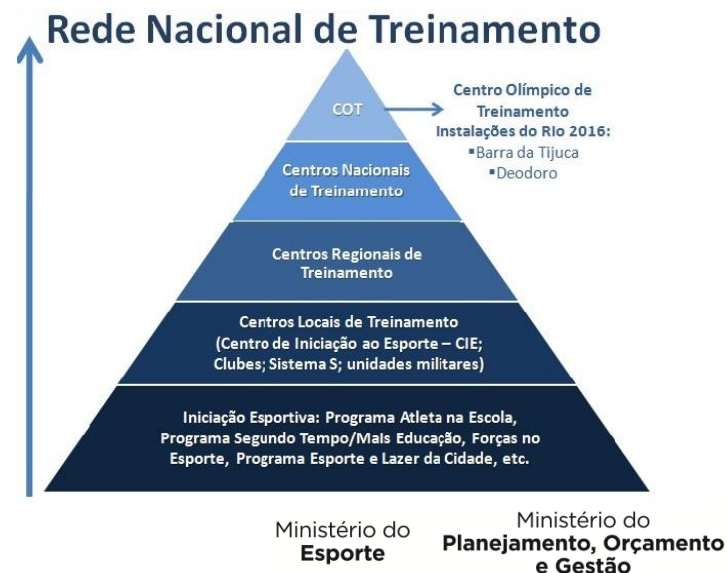 Rede Nacional de Treinamento
COT
Centro Olímpico de
Treinamento
Instalações do Rio 2016:
▪Barra da Tijuca
▪Deodoro
Centros Nacionais
de Treinamento
Centros Regionais de
Treinamento
Centros Locais de Treinamento
(Centro de Iniciação ao Esporte – CIE;
Clubes; Sistema S; unidades militares)
Iniciação Esportiva: Programa Atleta na Escola,
Programa Segundo Tempo/Mais Educação, Forças no
Esporte, Programa Esporte e Lazer da Cidade, etc.
Ministério do
Esporte
Ministério do
Planejamento, Orçamento
e Gestão